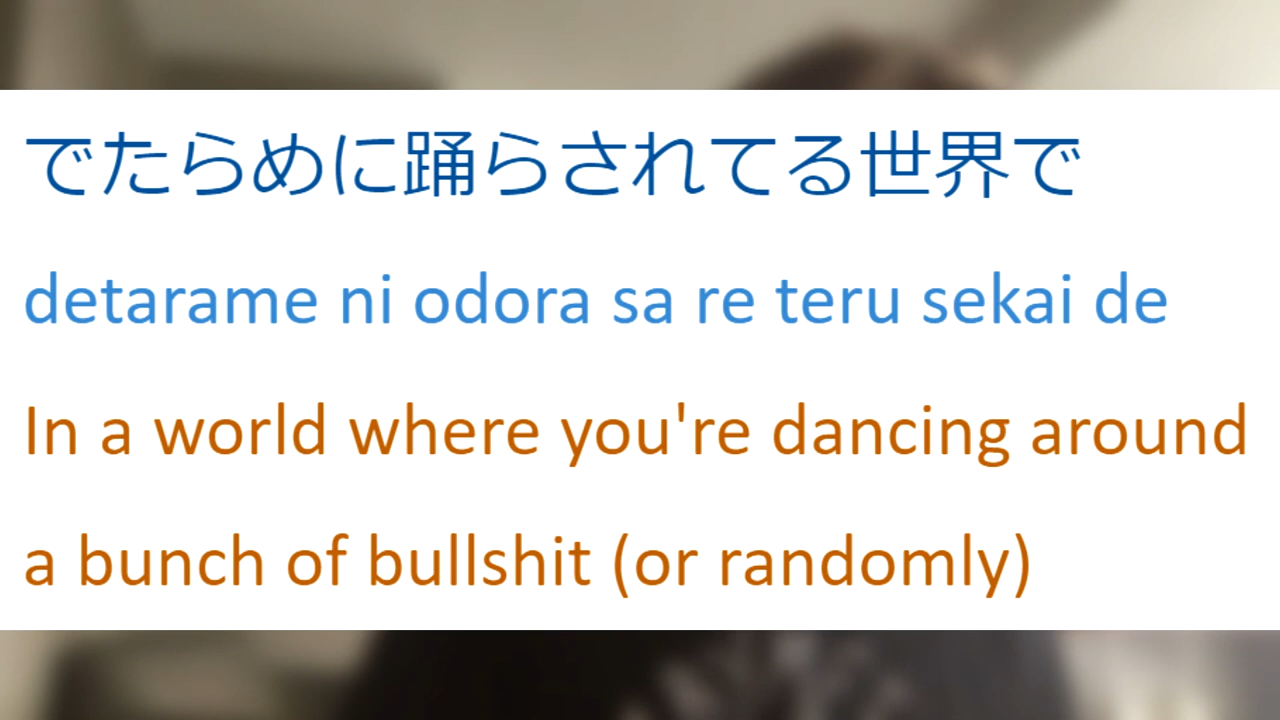 でたらめに踊らされてる世界で
detarame ni odora sa re teru sekai de
In a world where you're dancing around
a bunch of bullshit (or randomly)